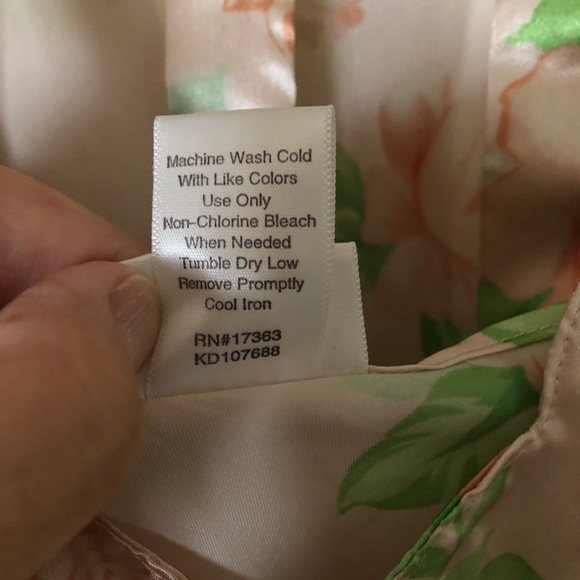 Machine Wash Cold
With Like Colors
Use Only
Non-Chlorine Bleach
When Needed
Tumble Dry Low
Remove Promptly
Cool Iron
RN#17363
KD107688